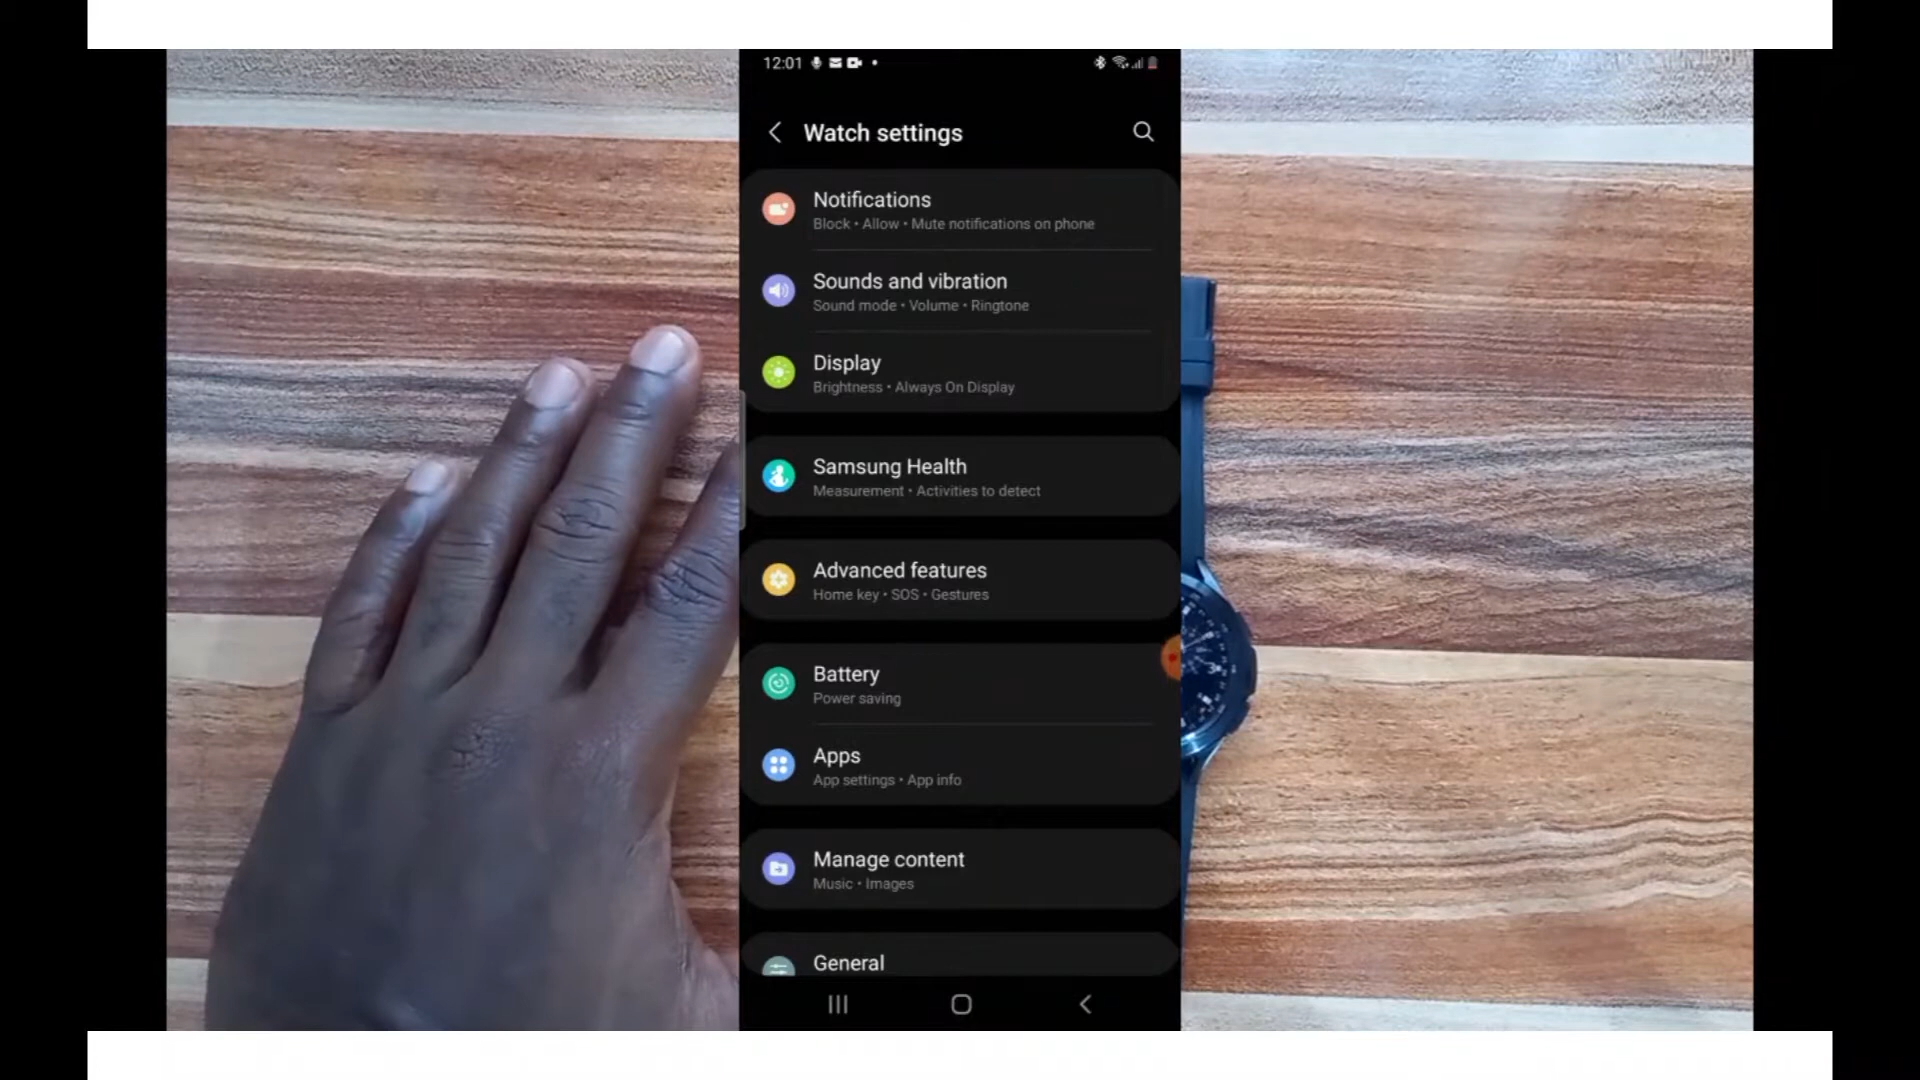 12:01
Watch settings
Notifications
Block • Allow • Mute notifications on phone
Sounds and vibration
Sound mode • Volume • Ringtone
Display
Brightness • Always On Display
Samsung Health
Measurement • Activities to detect
Advanced features
Home key • SOS • Gestures
Battery
Power saving
Apps
App settings • App info
Manage content
Music • Images
General